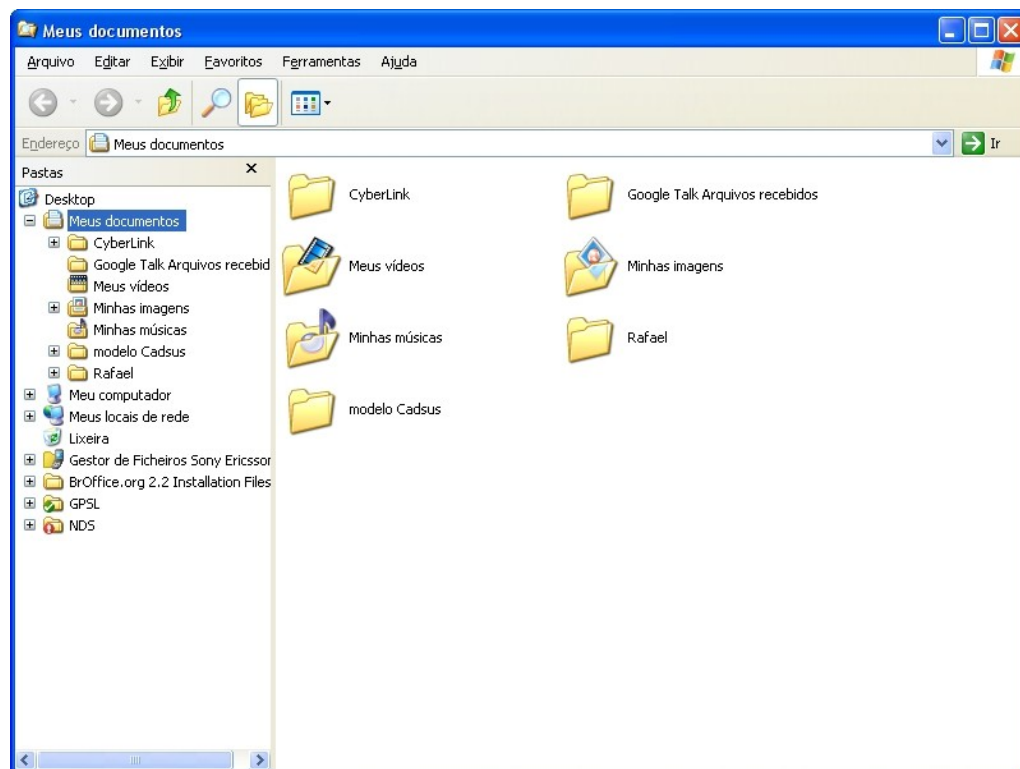 Meus documentos
Arquivo Editar Exibir Favoritos Ferramentas Ajuda
Endereço Meus documentos Ir
Pastas
Desktop
Meus documentos
CyberLink
Google Talk Arquivos recebid
Meus vídeos
Minhas imagens
Minhas músicas
modelo Cadsus
Rafael
Meu computador
Meus locais de rede
Lixeira
Gestor de Ficheiros Sony Ericsson
BrOffice.org 2.2 Installation Files
GPSL
NDS
CyberLink Google Talk Arquivos recebidos
Meus vídeos Minhas imagens
Minhas músicas Rafael
modelo Cadsus